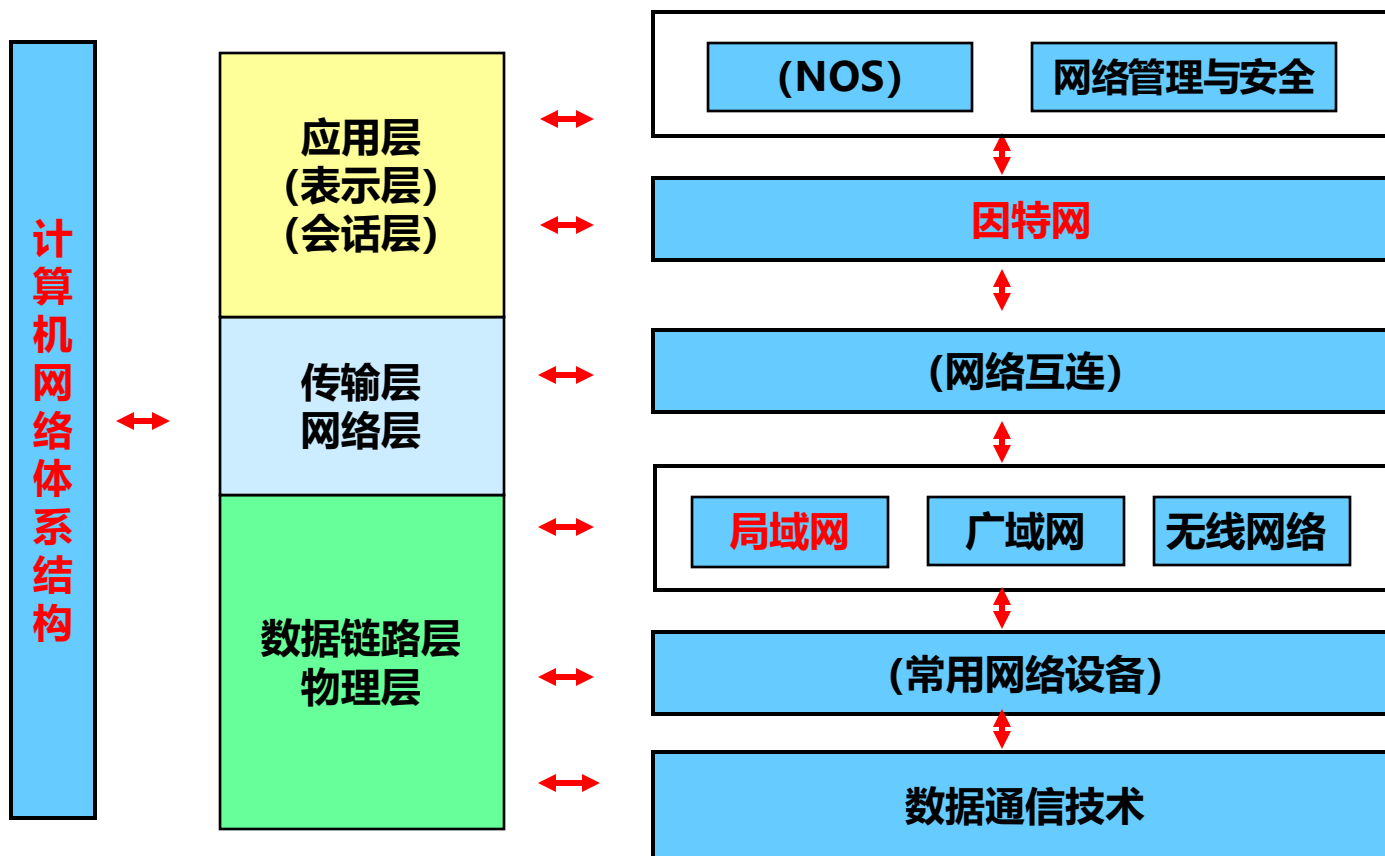 计算机网络体系结构
应用层
（表示层）
（会话层）
传输层
网络层
数据链路层
物理层
（NOS）
网络管理与安全
因特网
（网络互连）
局域网
广域网
无线网络
（常用网络设备）
数据通信技术